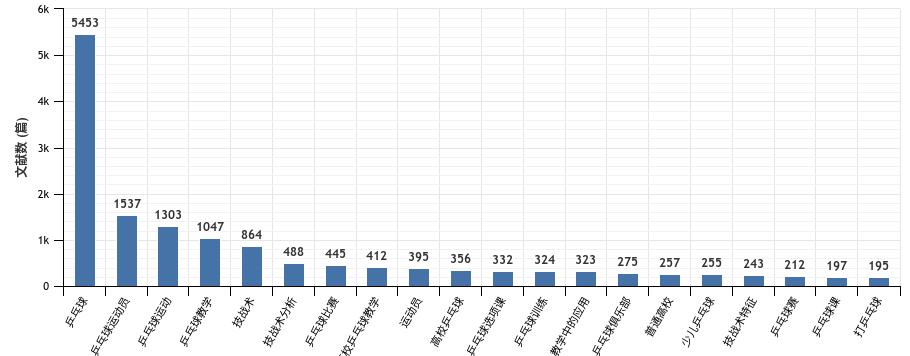 6k
5k
4k
3k
2k
1k
0
文献数 (篇)
5453
1537
1303
1047
864
488
445
412
395
356
332
324
323
275
257
255
243
212
197
195
乒乓球
乒乓球运动员
乒乓球运动
乒乓球教学
技战术
技战术分析
乒乓球比赛
校乒乓球教学
运动员
高校乒乓球
乒乓球选项课
乒乓球训练
教学中的应用
乒乓球俱乐部
普通高校
少儿乒乓球
技战术特征
乒乓球赛
乒乓球课
打乒乓球